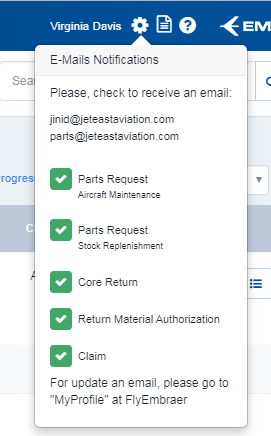 Virginia Davis
EM
E-Mails Notifications
Sear
Please, check to receive an email:
jinid@jeteastaviation.com
parts@jeteastaviation.com
Progres
Parts Request
Aircraft Maintenance
Parts Request
Stock Replenishment
C
A
Core Return
Return Material Authorization
Claim
For update an email, please go to
"MyProfile" at FlyEmbraer